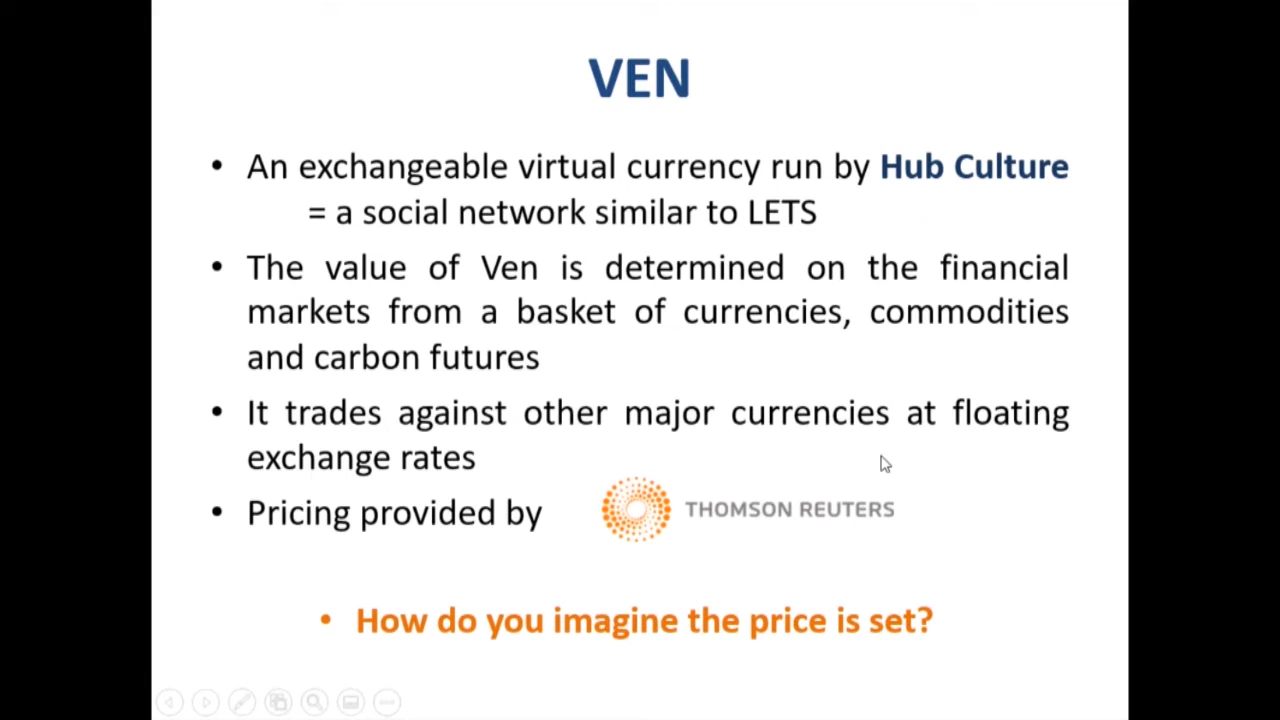 VEN
• An exchangeable virtual currency run by Hub Culture
= a social network similar to LETS
• The value of Ven is determined on the financial
markets from a basket of currencies, commodities
and carbon futures
• It trades against other major currencies at floating
exchange rates
• Pricing provided by THOMSON REUTERS
• How do you imagine the price is set?